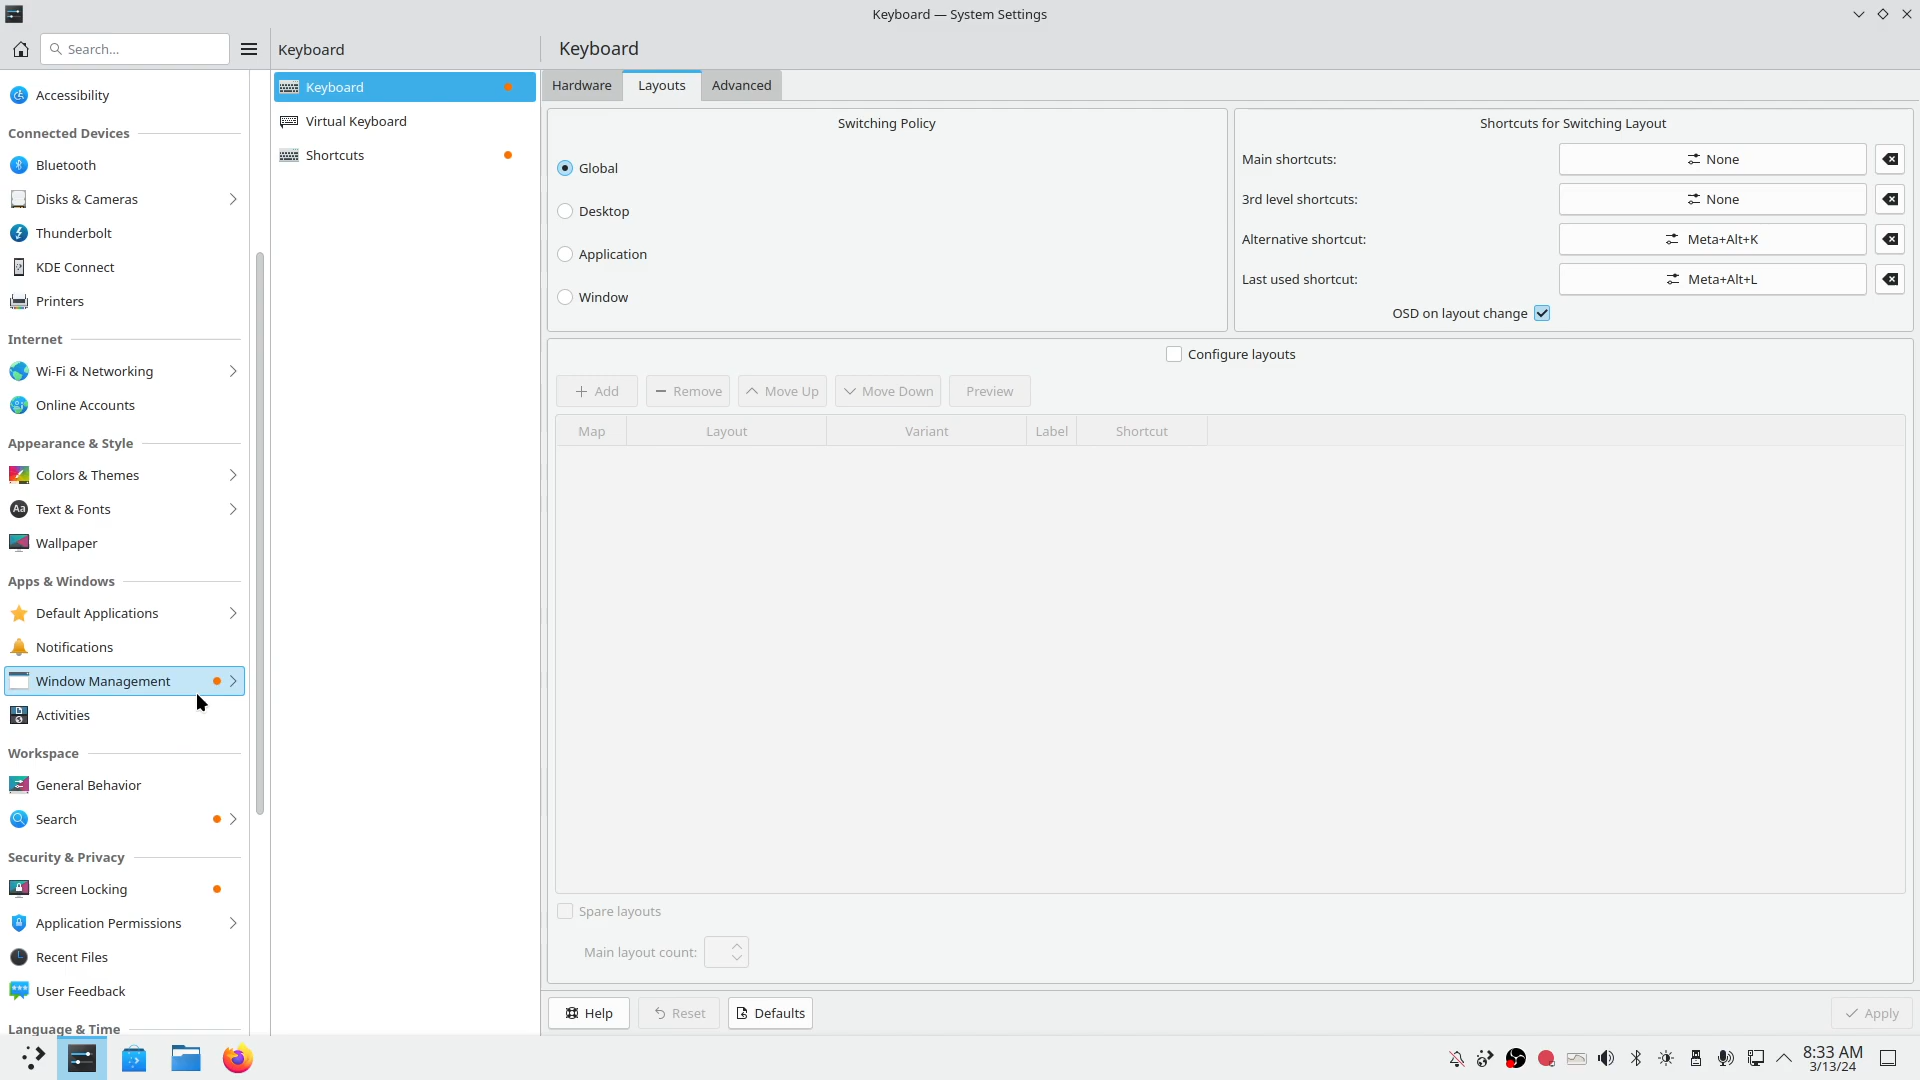 Keyboard — System Settings
Search...
Keyboard
Keyboard
Accessibility
Connected Devices
Bluetooth
Disks & Cameras
Thunderbolt
KDE Connect
Printers
Internet
Wi-Fi & Networking
Online Accounts
Appearance & Style
Colors & Themes
Text & Fonts
Wallpaper
Apps & Windows
Default Applications
Notifications
Window Management
Activities
Workspace
General Behavior
Search
Security & Privacy
Screen Locking
Application Permissions
Recent Files
User Feedback
Language & Time
Keyboard
Virtual Keyboard
Shortcuts
Hardware
Layouts
Advanced
Switching Policy
Global
Desktop
Application
Window
Shortcuts for Switching Layout
Main shortcuts: None
3rd level shortcuts: None
Alternative shortcut: Meta+Alt+K
Last used shortcut: Meta+Alt+L
OSD on layout change
Configure layouts
Add Remove Move Up Move Down Preview
Map Layout Variant Label Shortcut
Spare layouts
Main layout count:
Help Reset Defaults Apply
8:33 AM
3/13/24